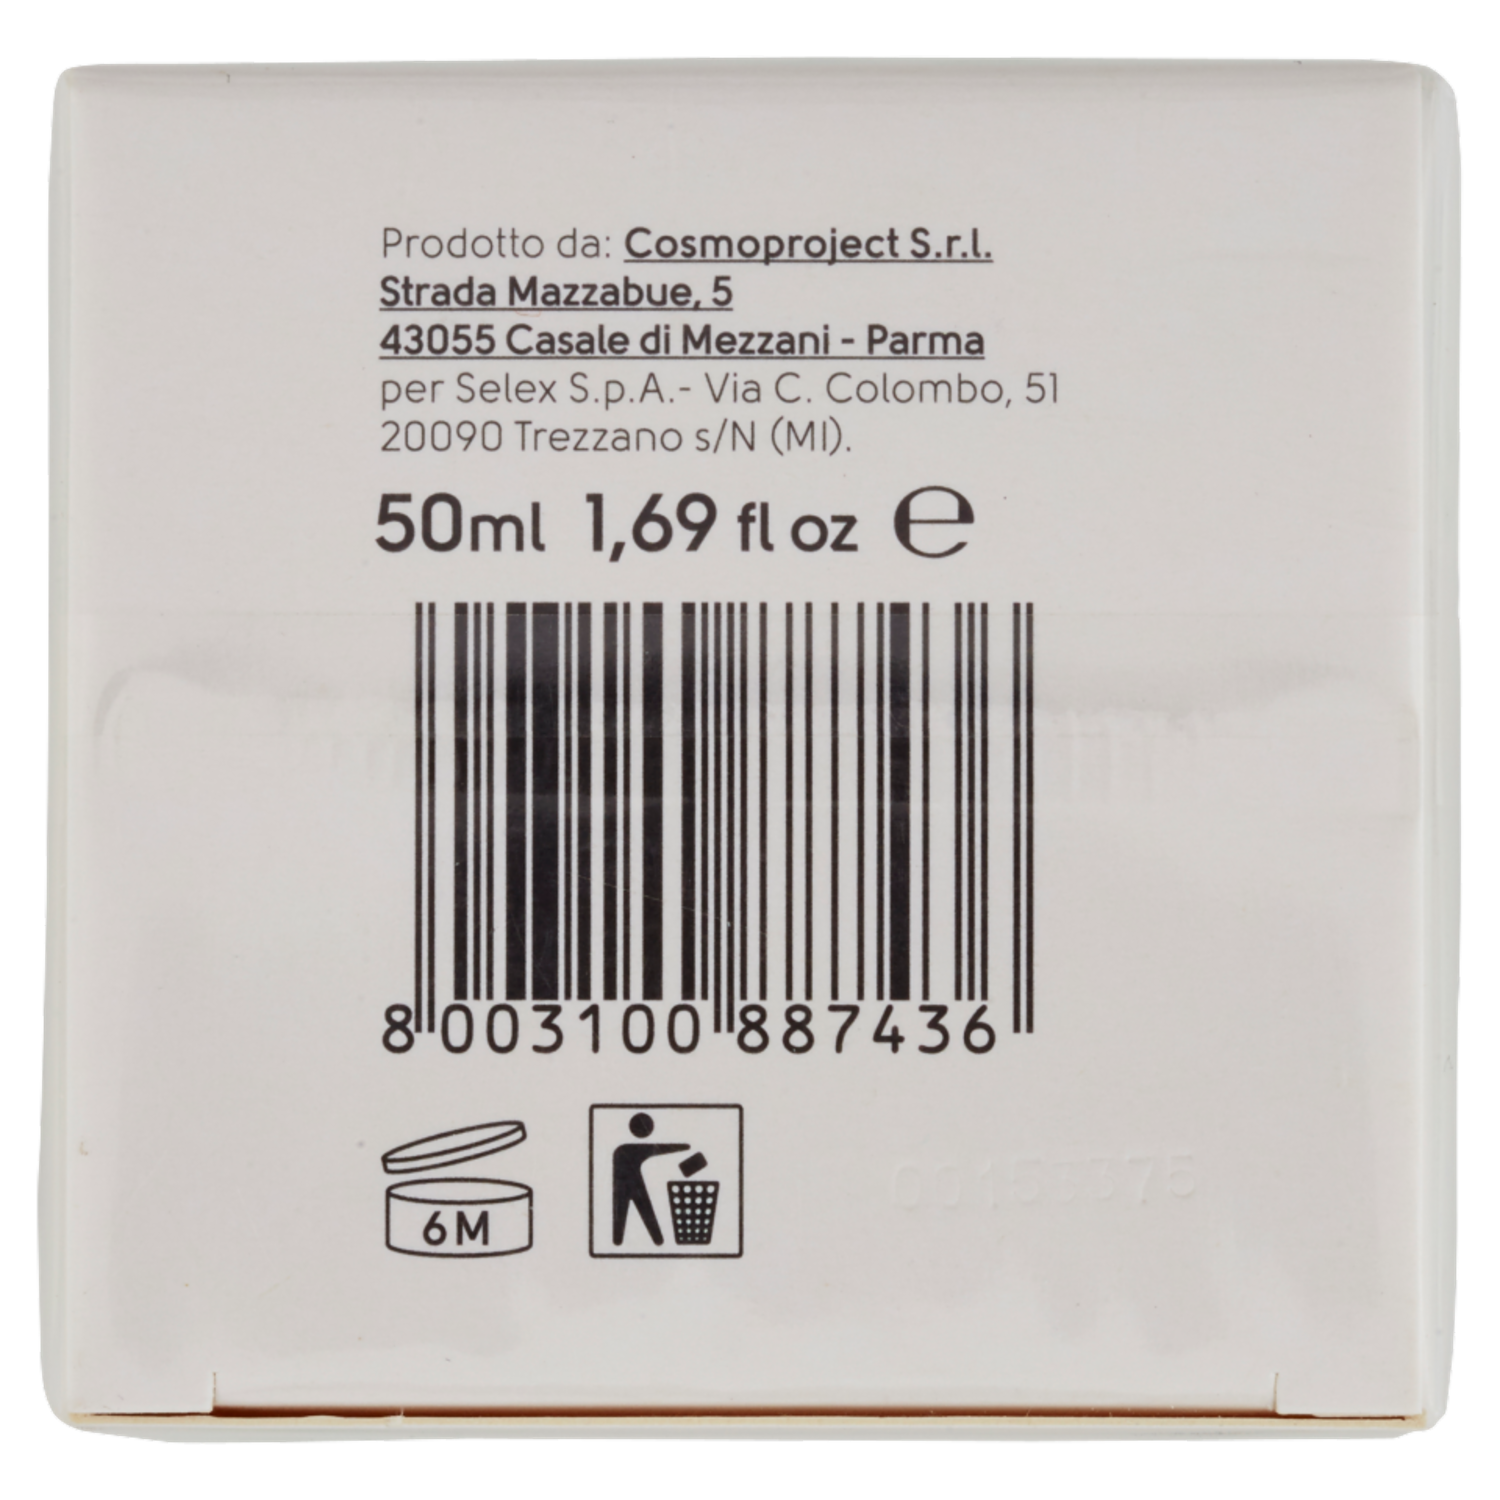 Prodotto da: Cosmoproject S.r.l.
Strada Mazzabue, 5
43055 Casale di Mezzani - Parma
per Selex S.p.A.- Via C. Colombo, 51
20090 Trezzano s/N (MI).
50ml 1,69 fl oz ℮
8 003100 887436
6M